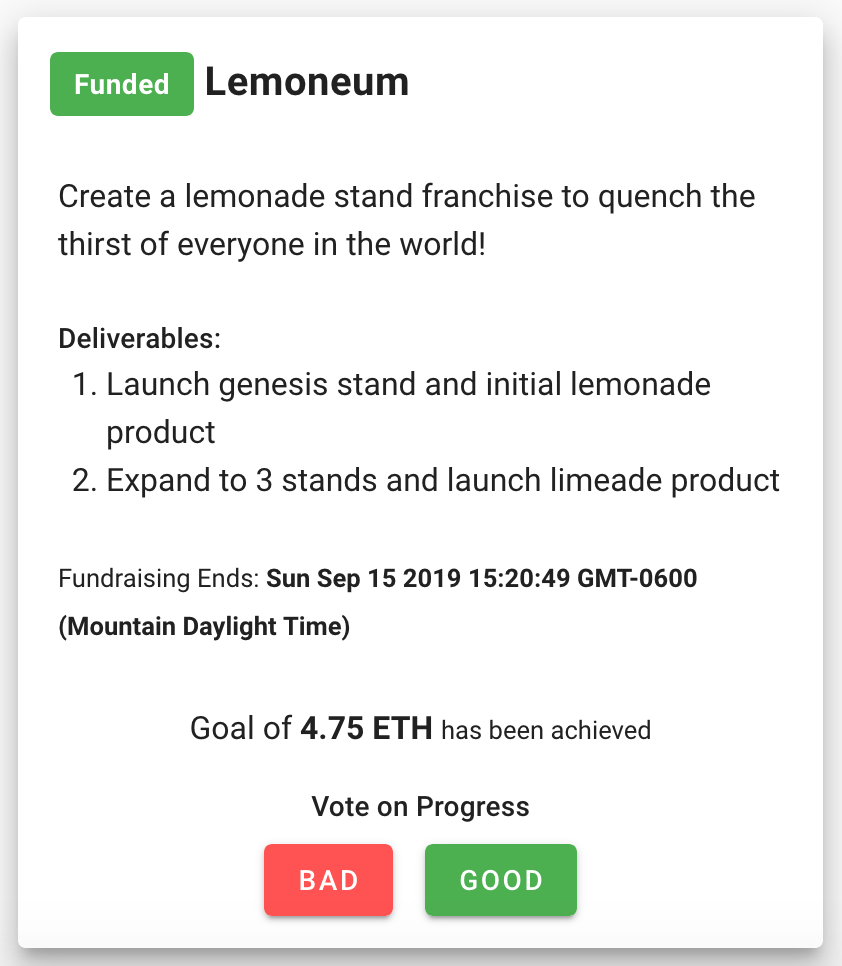 Funded Lemoneum
Create a lemonade stand franchise to quench the
thirst of everyone in the world!
Deliverables:
1. Launch genesis stand and initial lemonade
product
2. Expand to 3 stands and launch limeade product
Fundraising Ends: Sun Sep 15 2019 15:20:49 GMT-0600
(Mountain Daylight Time)
Goal of 4.75 ETH has been achieved
Vote on Progress
BAD GOOD